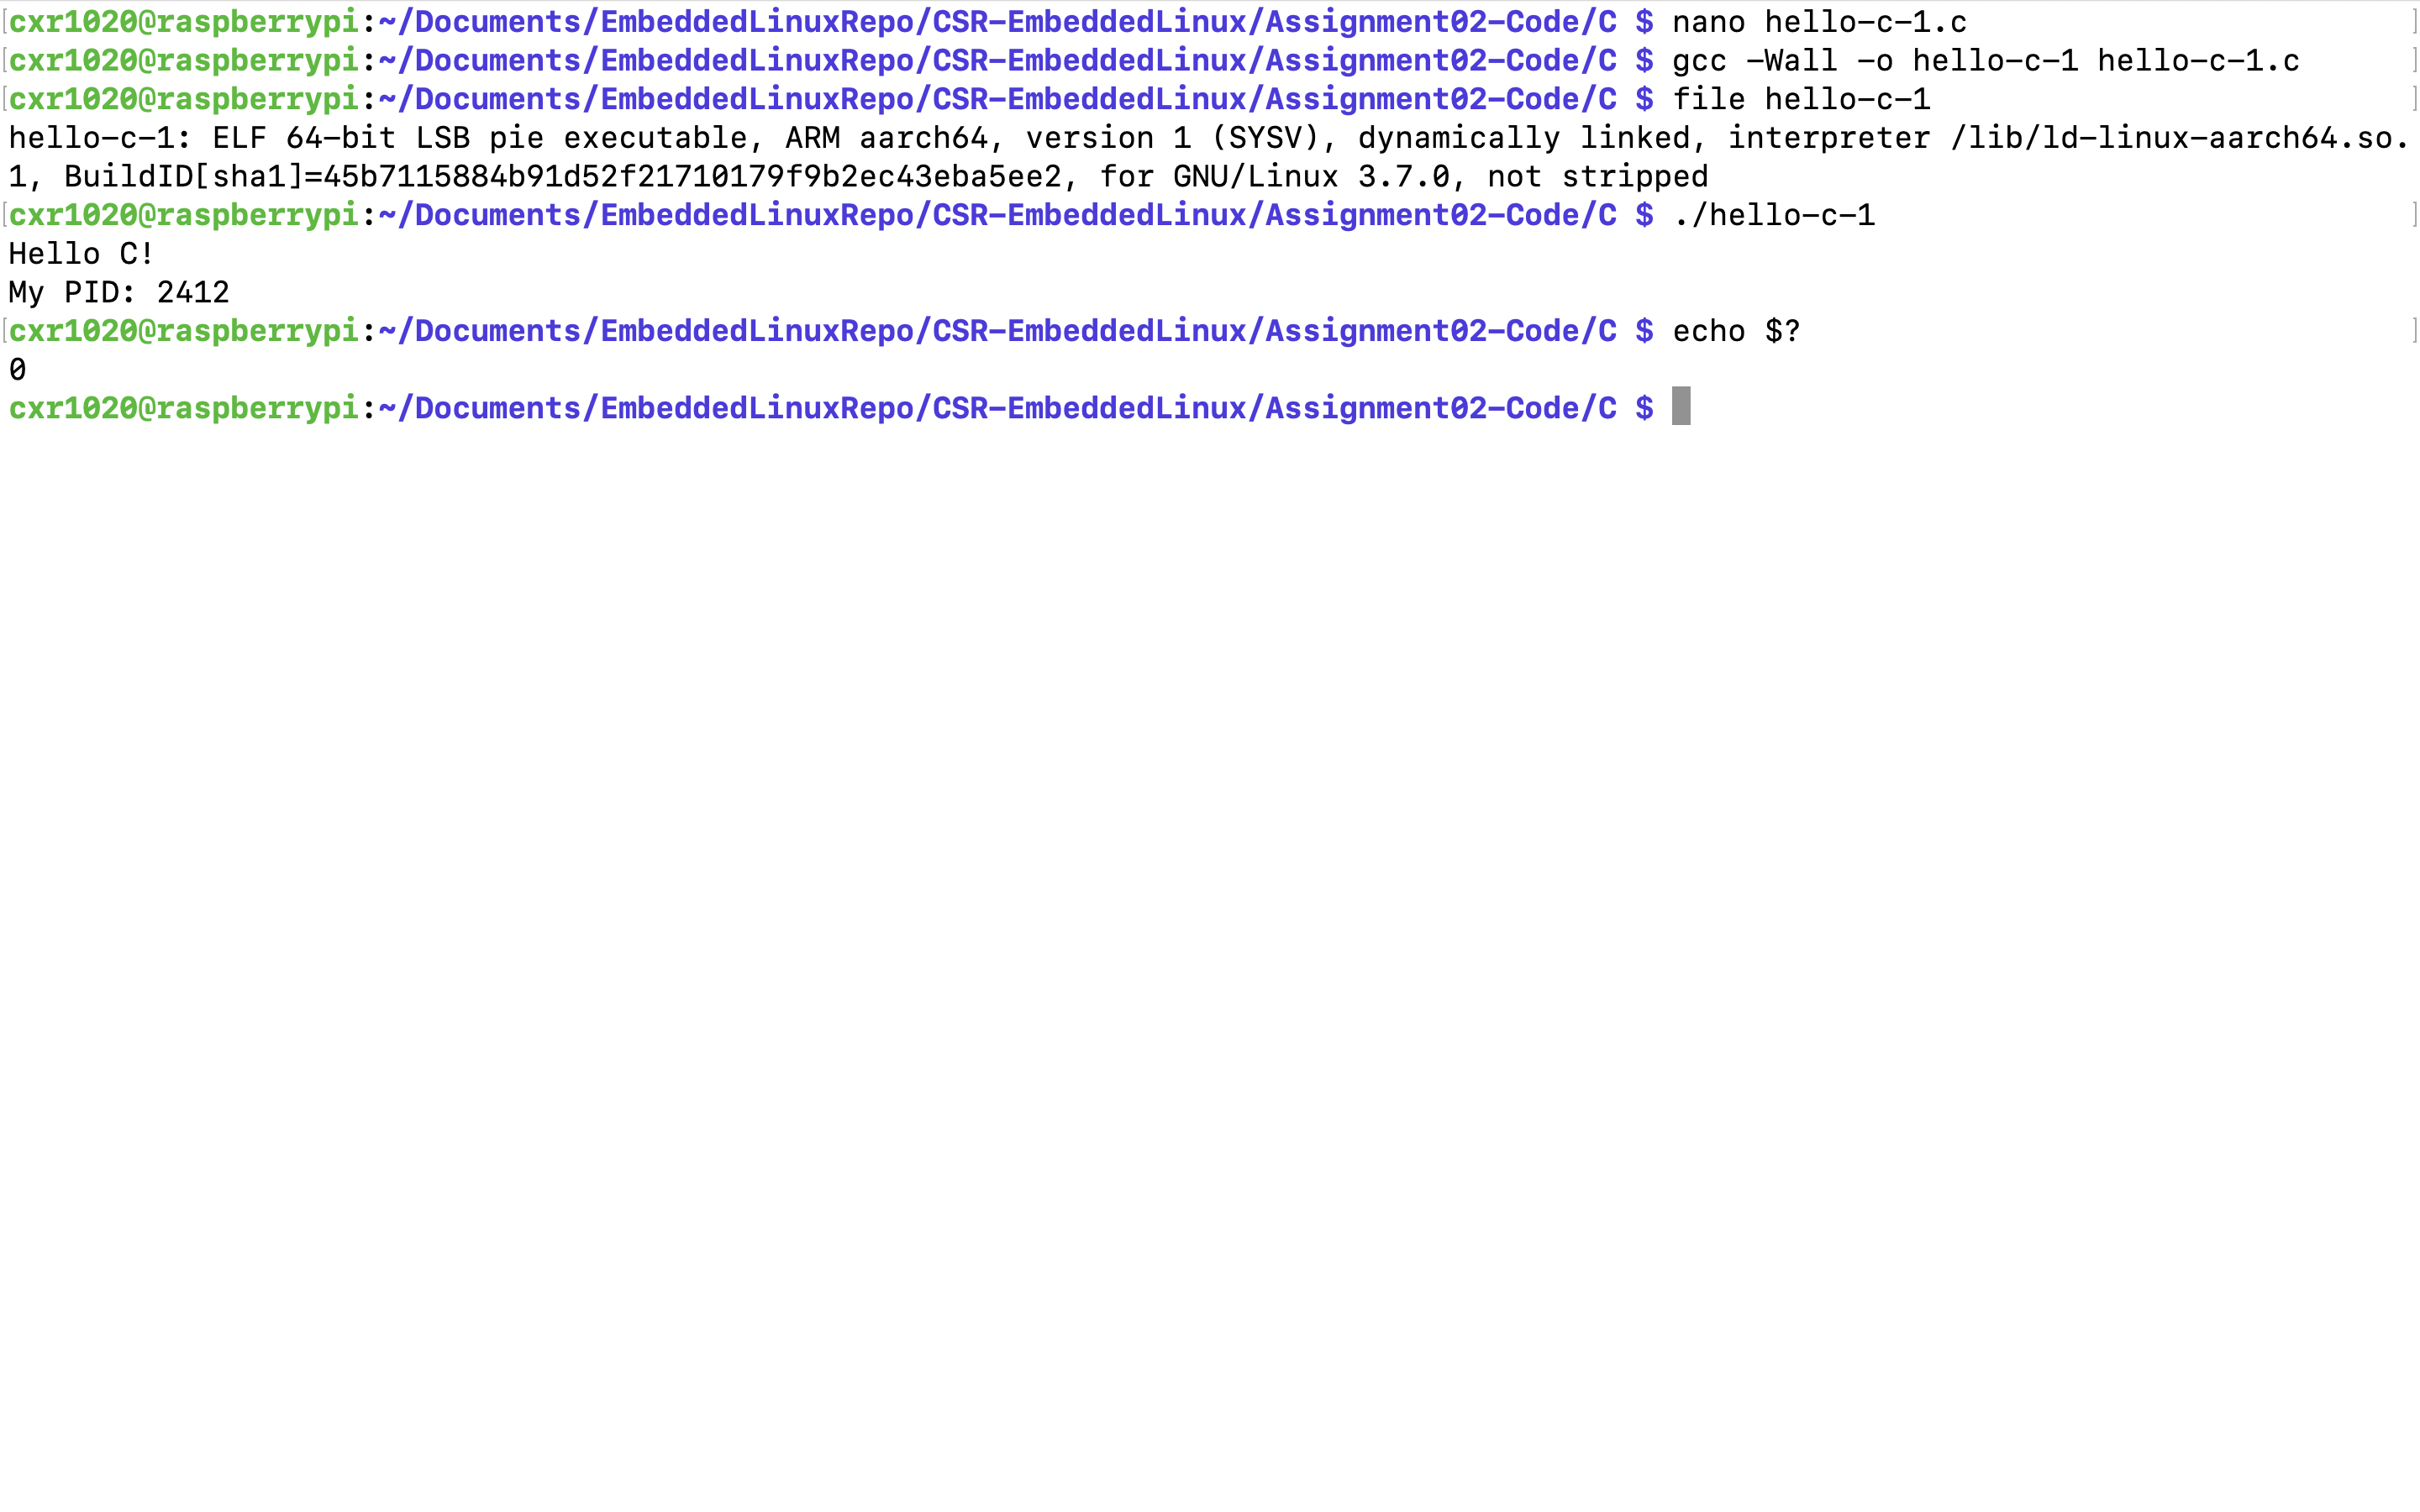 cxr1020@raspberrypi:~/Documents/EmbeddedLinuxRepo/CSR-EmbeddedLinux/Assignment02-Code/C $ nano hello-c-1.c
cxr1020@raspberrypi:~/Documents/EmbeddedLinuxRepo/CSR-EmbeddedLinux/Assignment02-Code/C $ gcc -Wall -o hello-c-1 hello-c-1.c
cxr1020@raspberrypi:~/Documents/EmbeddedLinuxRepo/CSR-EmbeddedLinux/Assignment02-Code/C $ file hello-c-1
hello-c-1: ELF 64-bit LSB pie executable, ARM aarch64, version 1 (SYSV), dynamically linked, interpreter /lib/ld-linux-aarch64.so.
1, BuildID[sha1]=45b7115884b91d52f21710179f9b2ec43eba5ee2, for GNU/Linux 3.7.0, not stripped
cxr1020@raspberrypi:~/Documents/EmbeddedLinuxRepo/CSR-EmbeddedLinux/Assignment02-Code/C $ ./hello-c-1
Hello C!
My PID: 2412
cxr1020@raspberrypi:~/Documents/EmbeddedLinuxRepo/CSR-EmbeddedLinux/Assignment02-Code/C $ echo $?
0
cxr1020@raspberrypi:~/Documents/EmbeddedLinuxRepo/CSR-EmbeddedLinux/Assignment02-Code/C $